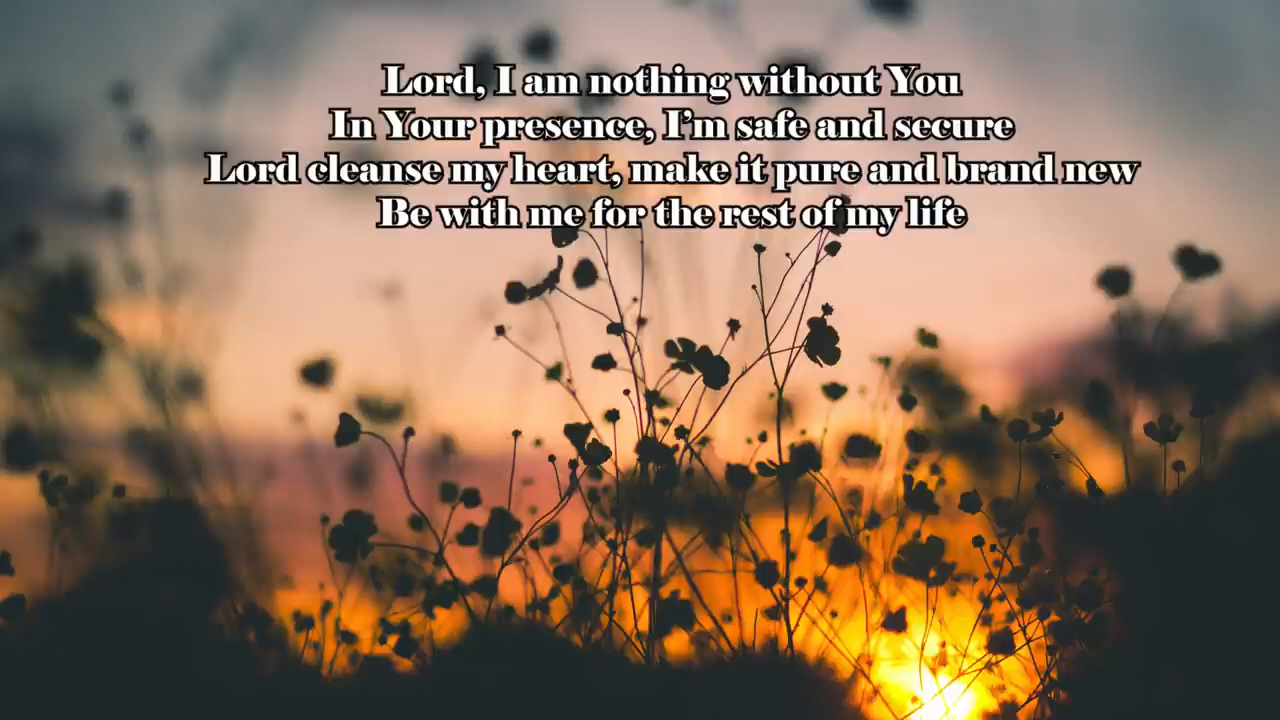 Lord, I am nothing without You
In Your presence, I’m safe and secure
Lord cleanse my heart, make it pure and brand new
Be with me for the rest of my life